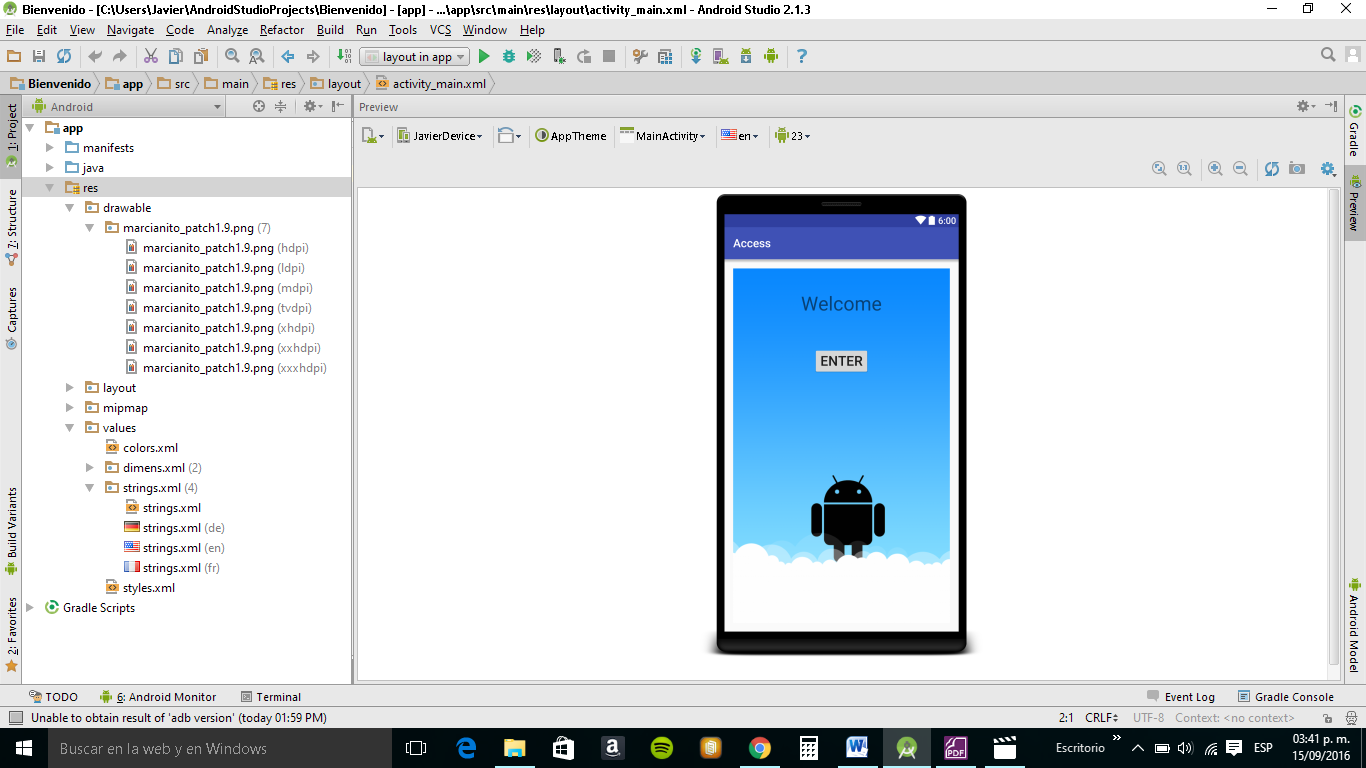 Bienvenido - [C:\Users\Javier\AndroidStudioProjects\Bienvenido] - [app] - ...\app\src\main\res\layout\activity_main.xml - Android Studio 2.1.3
File Edit View Navigate Code Analyze Refactor Build Run Tools VCS Window Help
layout in app
Bienvenido app src main res layout activity_main.xml
Android
Preview
1: Project
7: Structure
Captures
Build Variants
2: Favorites
app
manifests
java
res
drawable
marcianito_patch1.9.png (7)
marcianito_patch1.9.png (hdpi)
marcianito_patch1.9.png (ldpi)
marcianito_patch1.9.png (mdpi)
marcianito_patch1.9.png (tvdpi)
marcianito_patch1.9.png (xhdpi)
marcianito_patch1.9.png (xxhdpi)
marcianito_patch1.9.png (xxxhdpi)
layout
mipmap
values
colors.xml
dimens.xml (2)
strings.xml (4)
strings.xml
strings.xml (de)
strings.xml (en)
strings.xml (fr)
styles.xml
Gradle Scripts
JavierDevice AppTheme MainActivity en 23
1:1
6:00
Access
Welcome
ENTER
Gradle
Preview
Android Model
TODO 6: Android Monitor Terminal Event Log Gradle Console
Unable to obtain result of 'adb version' (today 01:59 PM) 2:1 CRLF UTF-8 Context: <no context>
Buscar en la web y en Windows
a
W
PDF
Escritorio » ESP
03:41 p. m.
15/09/2016